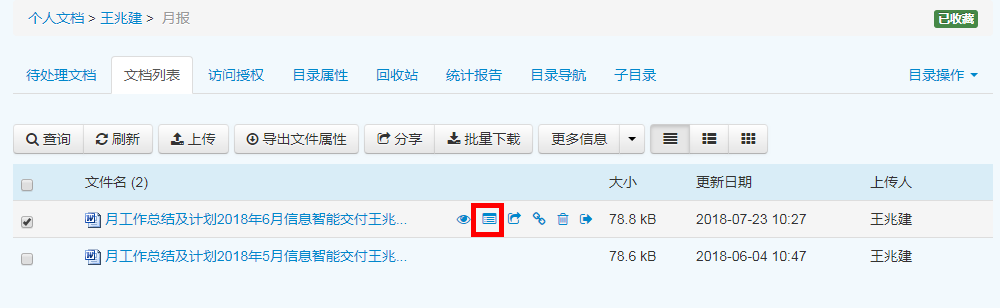 个人文档 > 王兆建 > 月报 已收藏
待处理文档 文档列表 访问授权 目录属性 回收站 统计报告 目录导航 子目录 目录操作
查询 刷新 上传 导出文件属性 分享 批量下载 更多信息
文件名 (2) 大小 更新日期 上传人
月工作总结及计划2018年6月信息智能交付王兆... 78.8 kB 2018-07-23 10:27 王兆建
月工作总结及计划2018年5月信息智能交付王兆... 78.6 kB 2018-06-04 10:47 王兆建